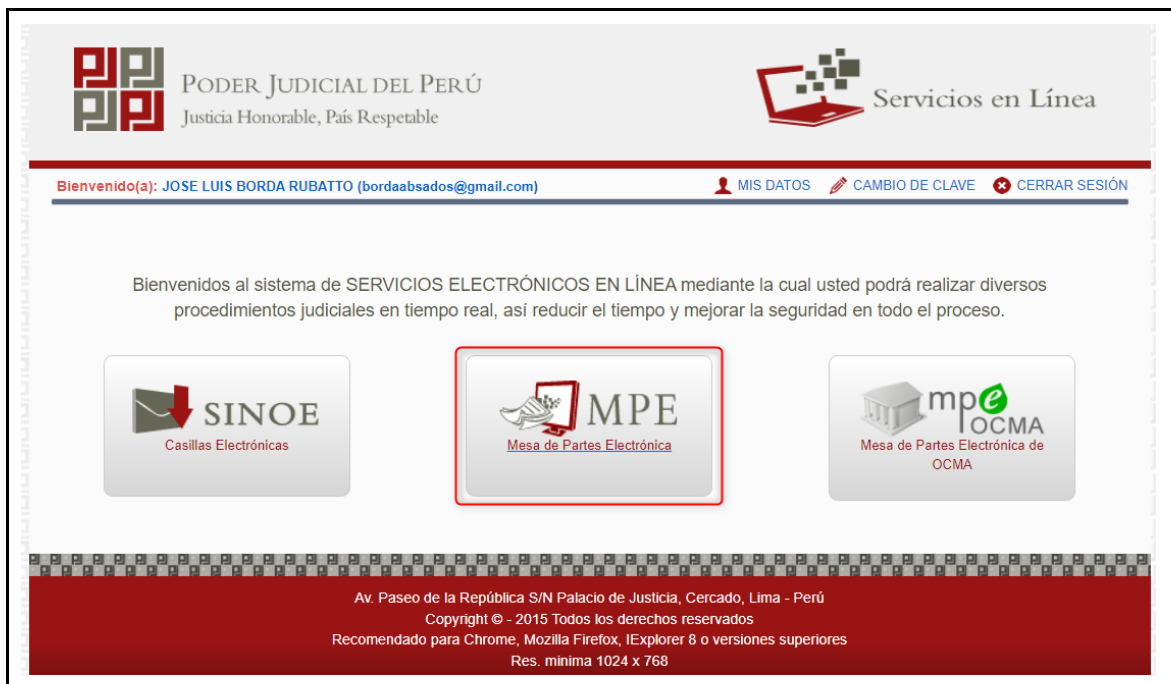 PODER JUDICIAL DEL PERÚ
Justicia Honorable, País Respetable
Servicios en Línea
Bienvenido(a): JOSE LUIS BORDA RUBATTO (bordaabsados@gmail.com)
MIS DATOS
CAMBIO DE CLAVE
CERRAR SESIÓN
Bienvenidos al sistema de SERVICIOS ELECTRÓNICOS EN LÍNEA mediante la cual usted podrá realizar diversos
procedimientos judiciales en tiempo real, así reducir el tiempo y mejorar la seguridad en todo el proceso.
SINOE
Casillas Electrónicas
MPE
Mesa de Partes Electrónica
mpe
OCMA
Mesa de Partes Electrónica de
OCMA
Av. Paseo de la República S/N Palacio de Justicia, Cercado, Lima - Perú
Copyright © - 2015 Todos los derechos reservados
Recomendado para Chrome, Mozilla Firefox, IExplorer 8 o versiones superiores
Res. minima 1024 x 768